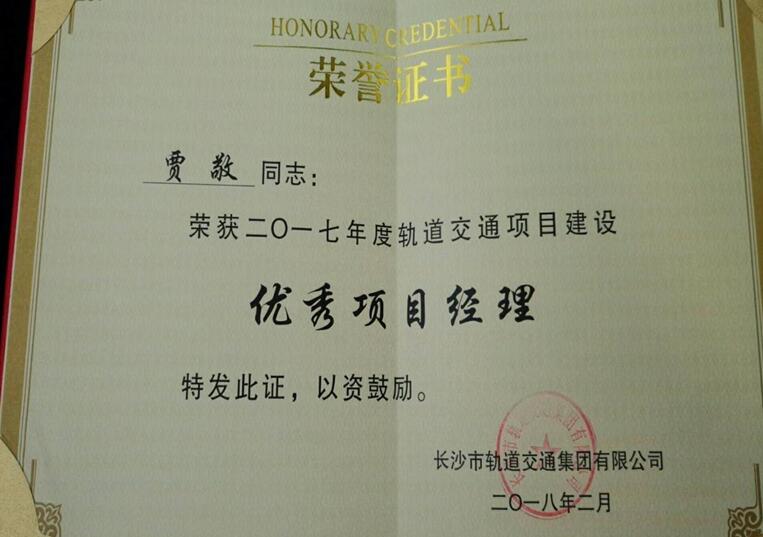 HONORARY CREDENTIAL
荣誉证书
贾敬 同志：
荣获二〇一七年度轨道交通项目建设
优秀项目经理
特发此证，以资鼓励。
长沙市轨道交通集团有限公司
二〇一八年二月